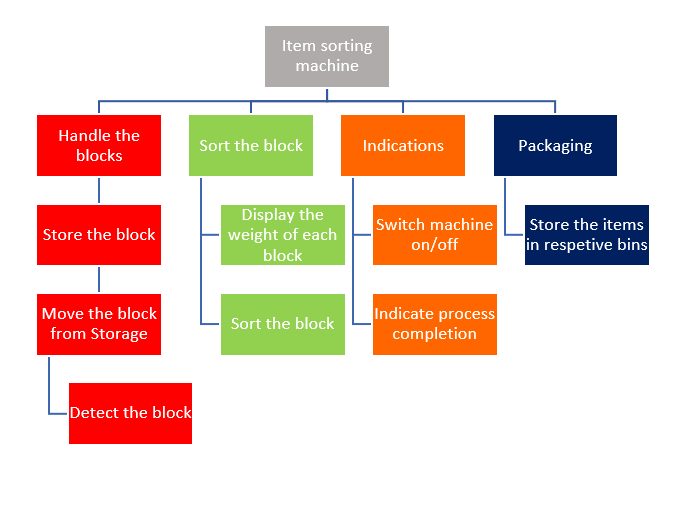 Item sorting
machine
Handle the
blocks
Sort the block
Indications
Packaging
Store the block
Display the
weight of each
block
Switch machine
on/off
Store the items
in respetive bins
Move the block
from Storage
Sort the block
Indicate process
completion
Detect the block